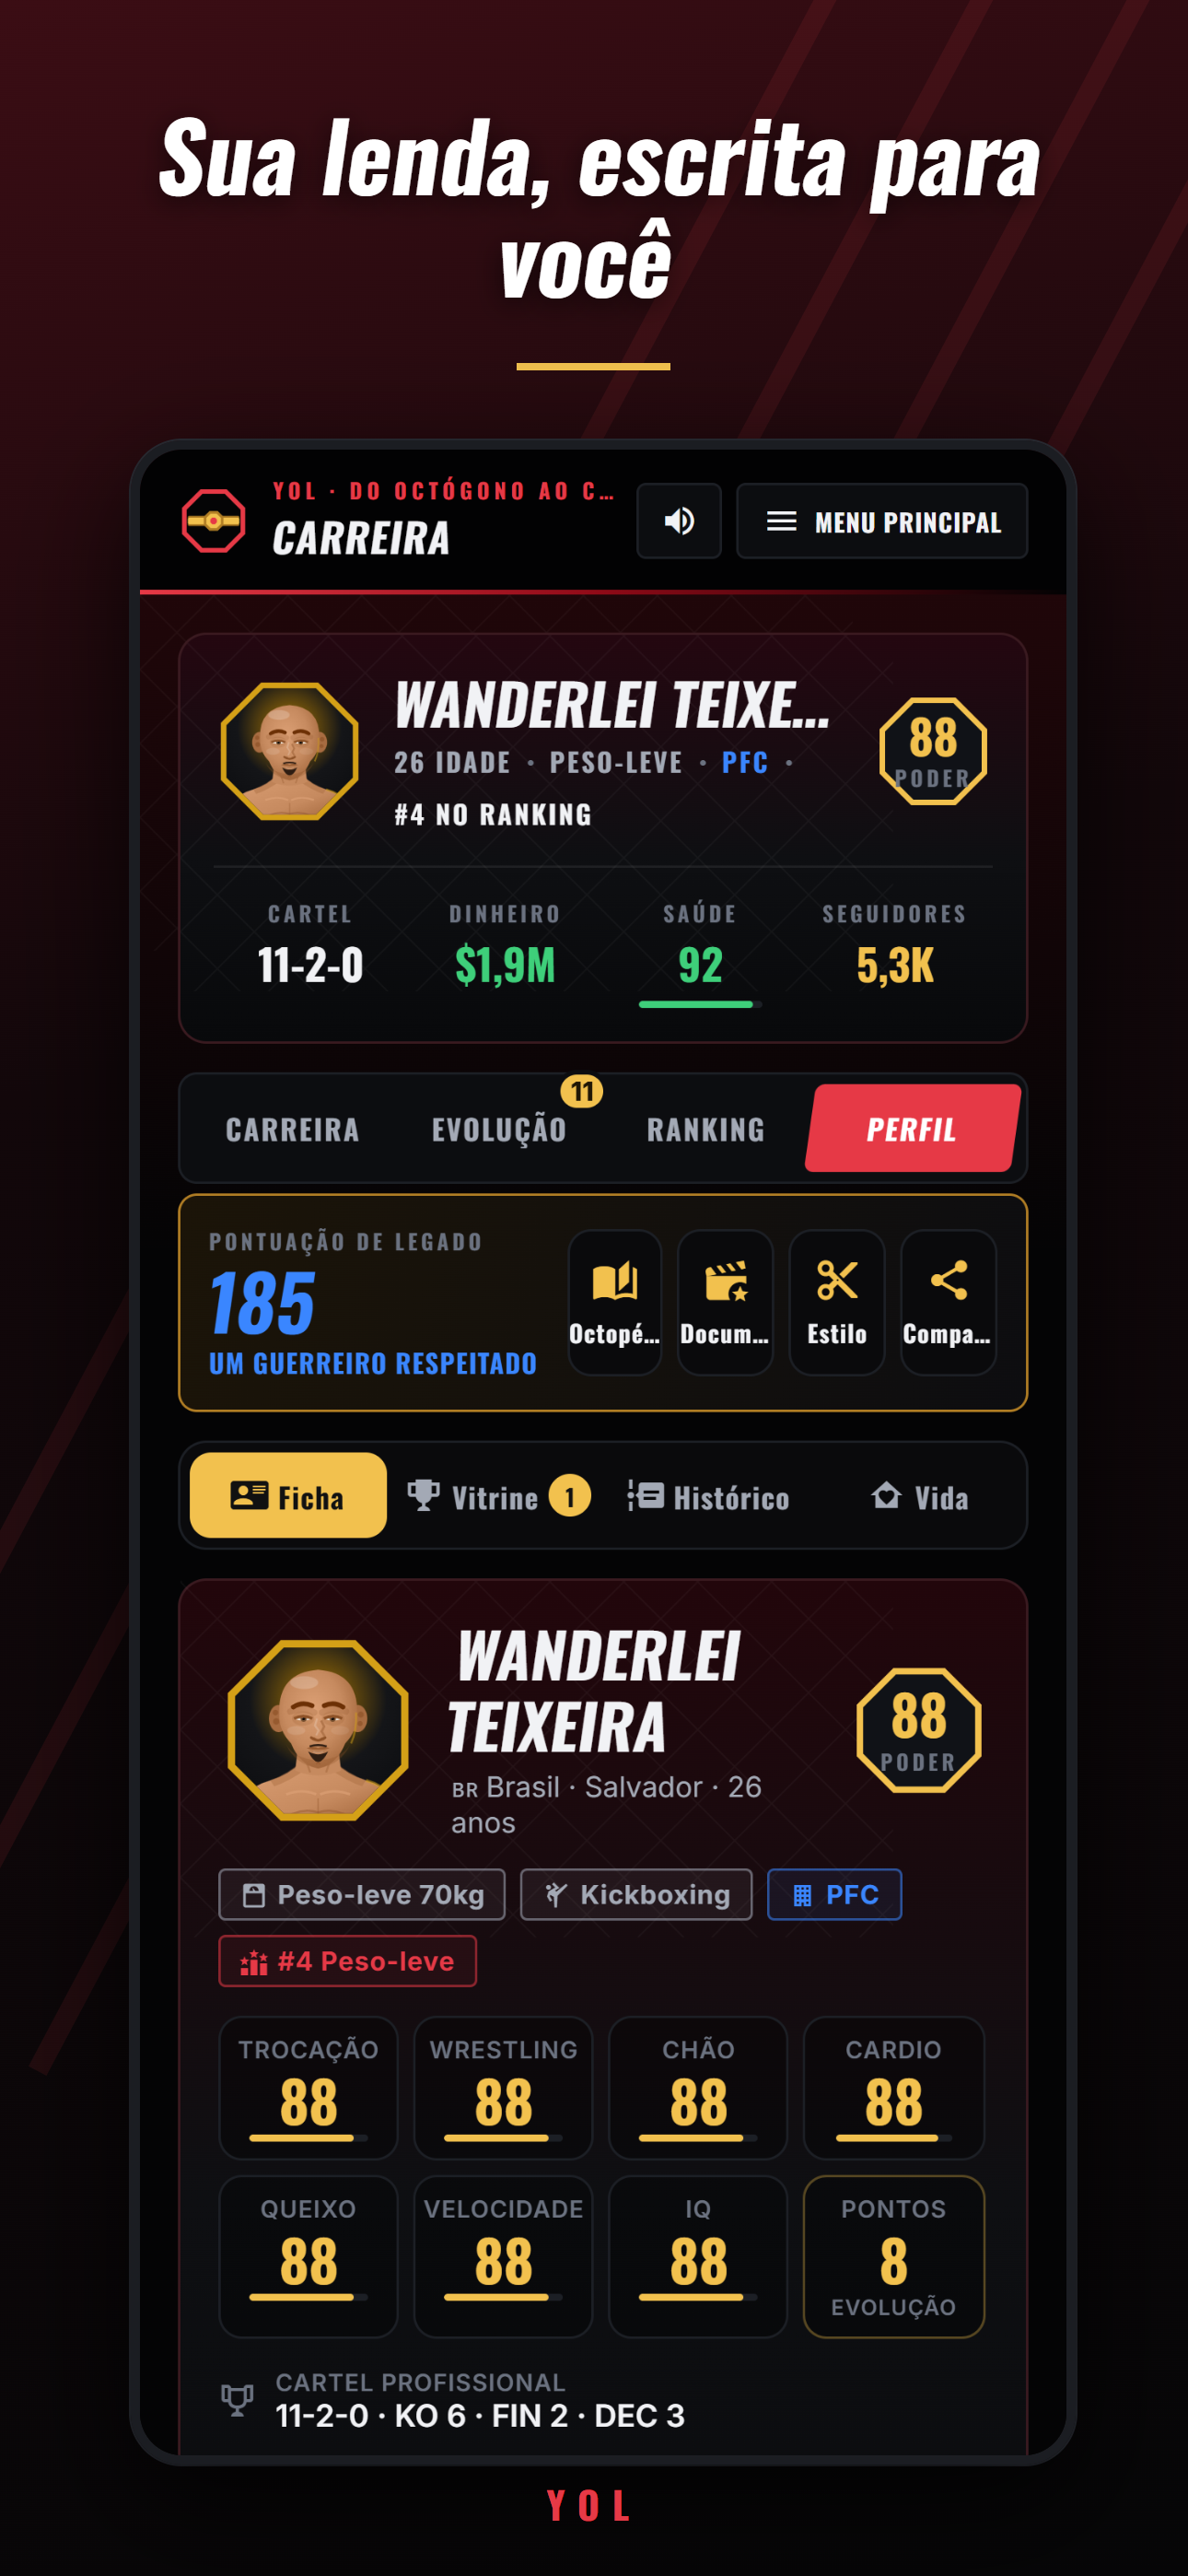 Sua lenda, escrita para
você
YOL · DO OCTÓGONO AO C...
CARREIRA
MENU PRINCIPAL
WANDERLEI TEIXE...
26 IDADE • PESO-LEVE • PFC •
#4 NO RANKING
88
PODER
CARTEL
11-2-0
DINHEIRO
$1,9M
SAÚDE
92
SEGUIDORES
5,3K
CARREIRA
EVOLUÇÃO
11
RANKING
PERFIL
PONTUAÇÃO DE LEGADO
185
UM GUERREIRO RESPEITADO
Octopé...
Docum...
Estilo
Compa...
Ficha
Vitrine 1
Histórico
Vida
WANDERLEI
TEIXEIRA
BR Brasil · Salvador · 26
anos
88
PODER
Peso-leve 70kg
Kickboxing
PFC
#4 Peso-leve
TROCAÇÃO
88
WRESTLING
88
CHÃO
88
CARDIO
88
QUEIXO
88
VELOCIDADE
88
IQ
88
PONTOS
8
EVOLUÇÃO
CARTEL PROFISSIONAL
11-2-0 · KO 6 · FIN 2 · DEC 3
YOL